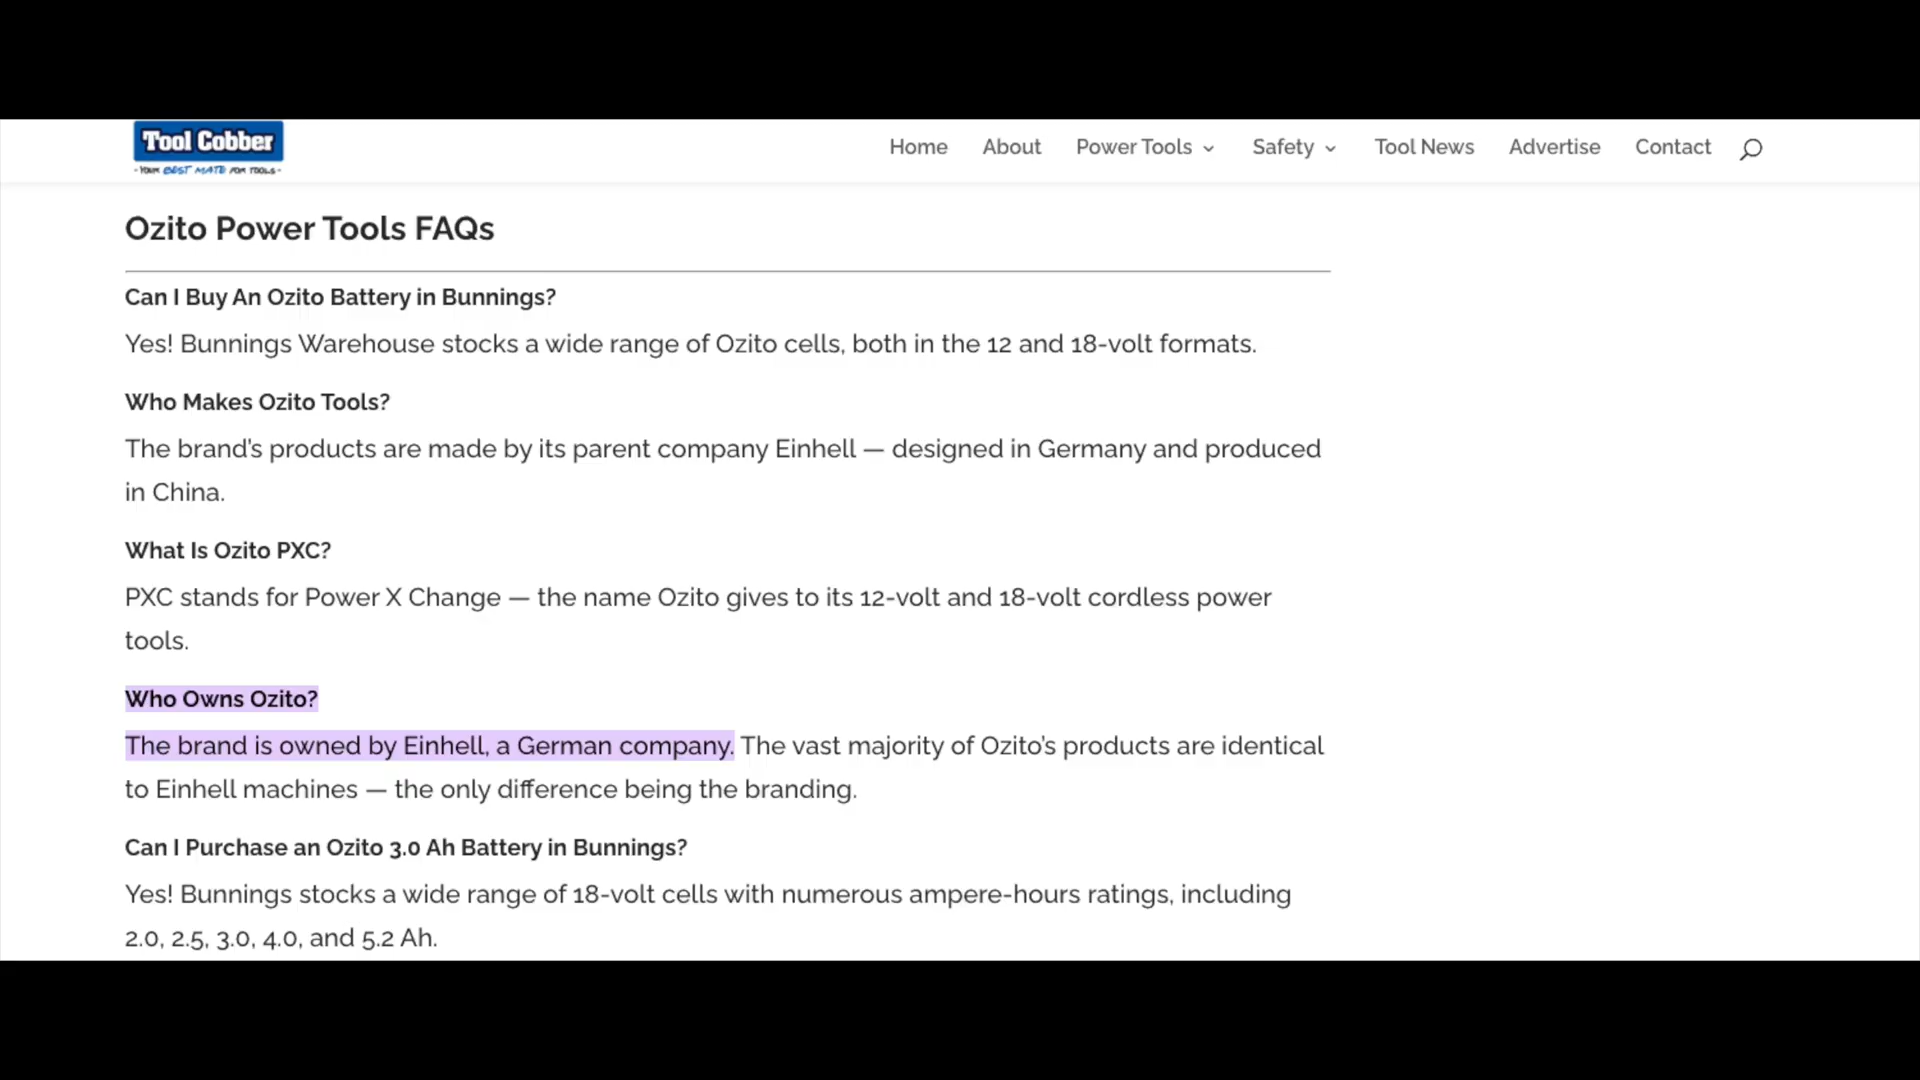 Tool Cobber
- YOUR BEST MATE FOR TOOLS -
Home About Power Tools Safety Tool News Advertise Contact
Ozito Power Tools FAQs
Can I Buy An Ozito Battery in Bunnings?
Yes! Bunnings Warehouse stocks a wide range of Ozito cells, both in the 12 and 18-volt formats.
Who Makes Ozito Tools?
The brand's products are made by its parent company Einhell — designed in Germany and produced
in China.
What Is Ozito PXC?
PXC stands for Power X Change — the name Ozito gives to its 12-volt and 18-volt cordless power
tools.
Who Owns Ozito?
The brand is owned by Einhell, a German company. The vast majority of Ozito's products are identical
to Einhell machines — the only difference being the branding.
Can I Purchase an Ozito 3.0 Ah Battery in Bunnings?
Yes! Bunnings stocks a wide range of 18-volt cells with numerous ampere-hours ratings, including
2.0, 2.5, 3.0, 4.0, and 5.2 Ah.